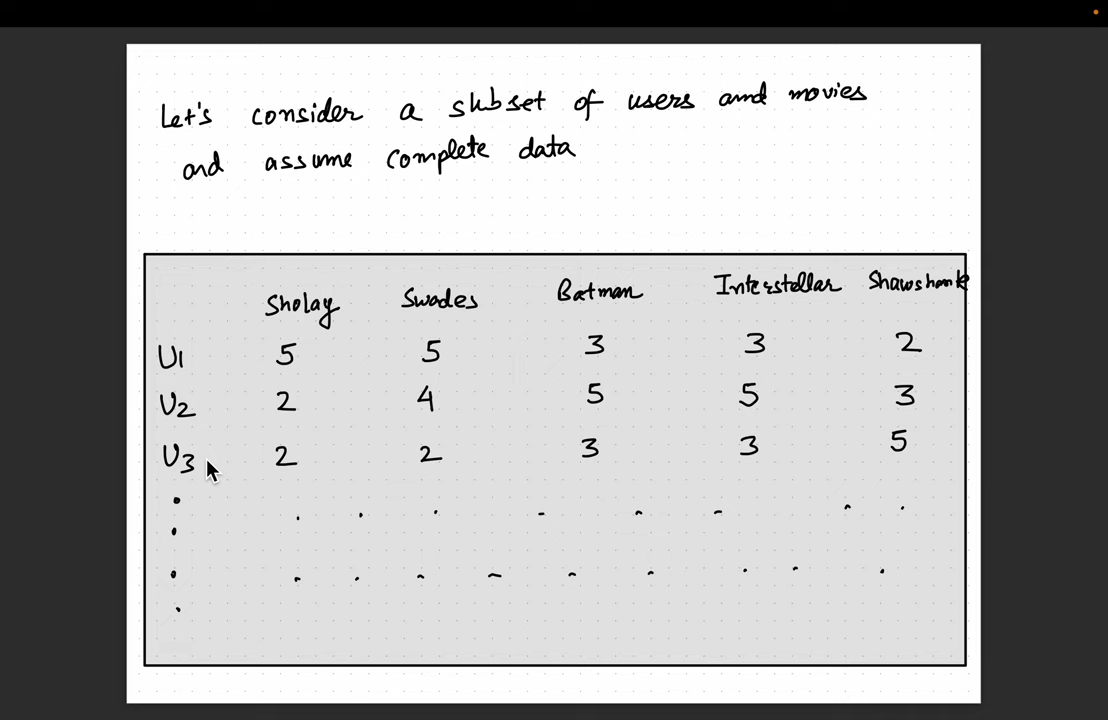 Let's consider a subset of users and movies
and assume complete data
Sholay Swades Batman Interstellar Shawshank
U1 5 5 3 3 2
U2 2 4 5 5 3
U3 2 2 3 3 5